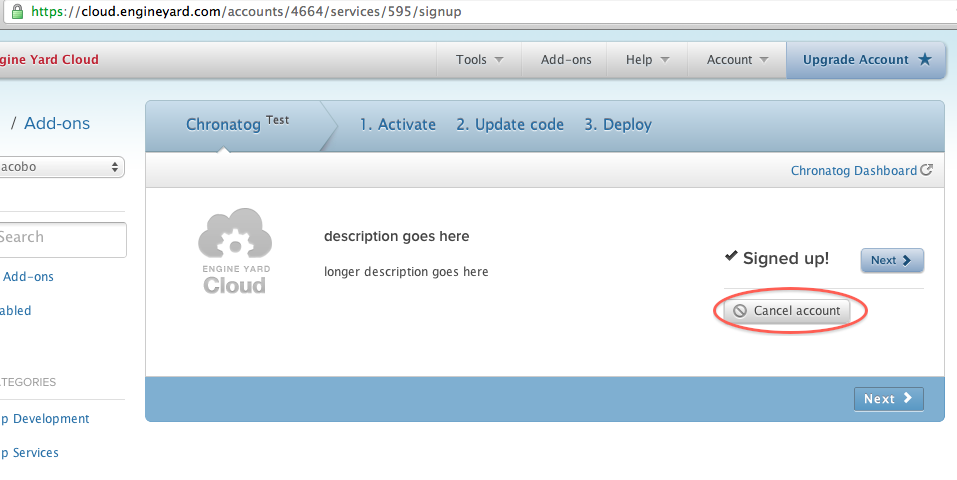 https://cloud.engineyard.com/accounts/4664/services/595/signup
gine Yard Cloud
Tools
Add-ons
Help
Account
Upgrade Account
/ Add-ons
Chronatog Test
1. Activate
2. Update code
3. Deploy
acobo
Chronatog Dashboard
Search
description goes here
ENGINE YARD
Cloud
longer description goes here
✔ Signed up!
Next
Add-ons
abled
Cancel account
ATEGORIES
Next
p Development
p Services